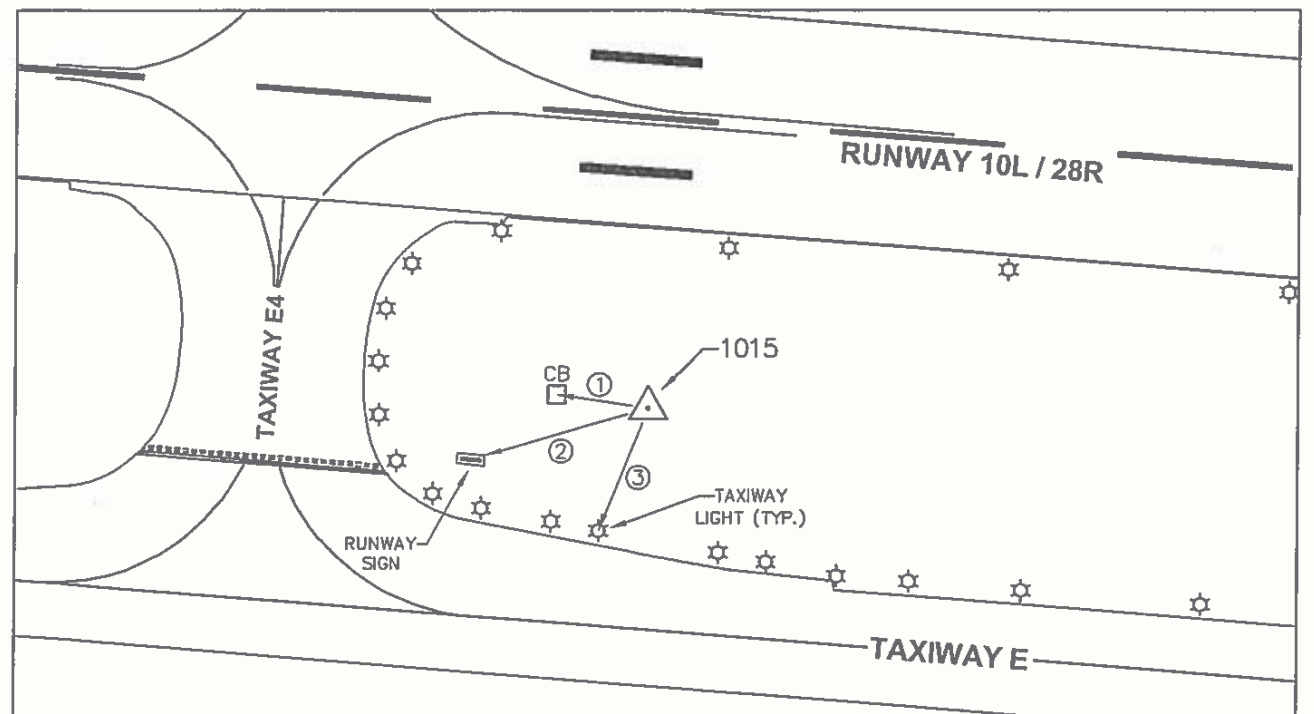 RUNWAY 10L / 28R
TAXIWAY E4
1015
CB
1
2
3
TAXIWAY
LIGHT (TYP.)
RUNWAY
SIGN
TAXIWAY E